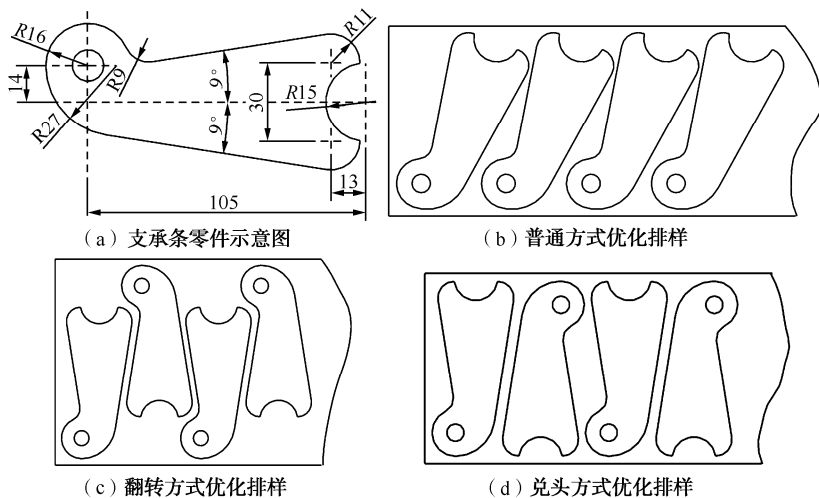 R16
R11
14
R9
9°
30
R15
R27
9°
13
105
（a）支承条零件示意图
（b）普通方式优化排样
（c）翻转方式优化排样
（d）兑头方式优化排样